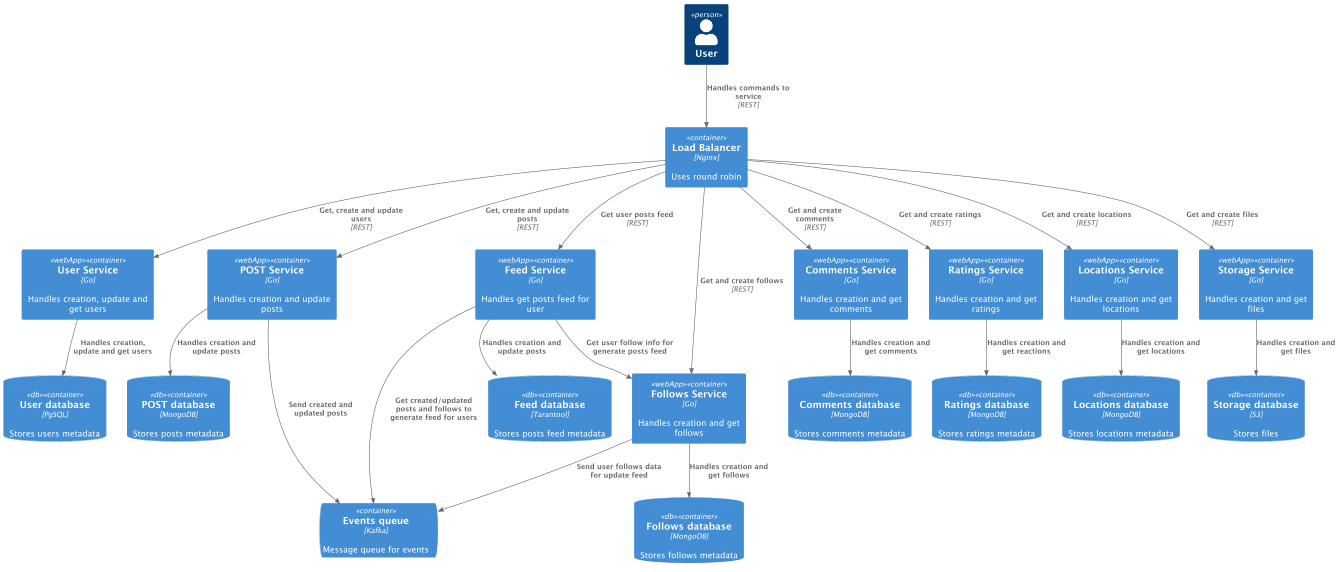 «person»
User
Handles commands to
service
[REST]
«container»
Load Balancer
[Nginx]
Uses round robin
Get, create and update
users
[REST]
Get, create and update
posts
[REST]
Get user posts feed
[REST]
Get and create follows
[REST]
Get and create
comments
[REST]
Get and create ratings
[REST]
Get and create locations
[REST]
Get and create files
[REST]
«webApp»«container»
User Service
[Go]
Handles creation, update and
get users
«webApp»«container»
POST Service
[Go]
Handles creation and update
posts
«webApp»«container»
Feed Service
[Go]
Handles get posts feed for
user
«webApp»«container»
Comments Service
[Go]
Handles creation and get
comments
«webApp»«container»
Ratings Service
[Go]
Handles creation and get
ratings
«webApp»«container»
Locations Service
[Go]
Handles creation and get
locations
«webApp»«container»
Storage Service
[Go]
Handles creation and get
files
Handles creation,
update and get users
Handles creation and
update posts
Send created and
updated posts
Get created/updated
posts and follows to
generate feed for users
Handles creation and
update posts
Get user follow info for
generate posts feed
Handles creation and
get comments
Handles creation and
get reactions
Handles creation and
get locations
Handles creation and
get files
«db»«container»
User database
[PgSQL]
Stores users metadata
«db»«container»
POST database
[MongoDB]
Stores posts metadata
«db»«container»
Feed database
[Tarantool]
Stores posts feed metadata
«webApp»«container»
Follows Service
[Go]
Handles creation and get
follows
«db»«container»
Comments database
[MongoDB]
Stores comments metadata
«db»«container»
Ratings database
[MongoDB]
Stores ratings metadata
«db»«container»
Locations database
[MongoDB]
Stores locations metadata
«db»«container»
Storage database
[S3]
Stores files
Send user follows data
for update feed
Handles creation and
get follows
«container»
Events queue
[Kafka]
Message queue for events
«db»«container»
Follows database
[MongoDB]
Stores follows metadata